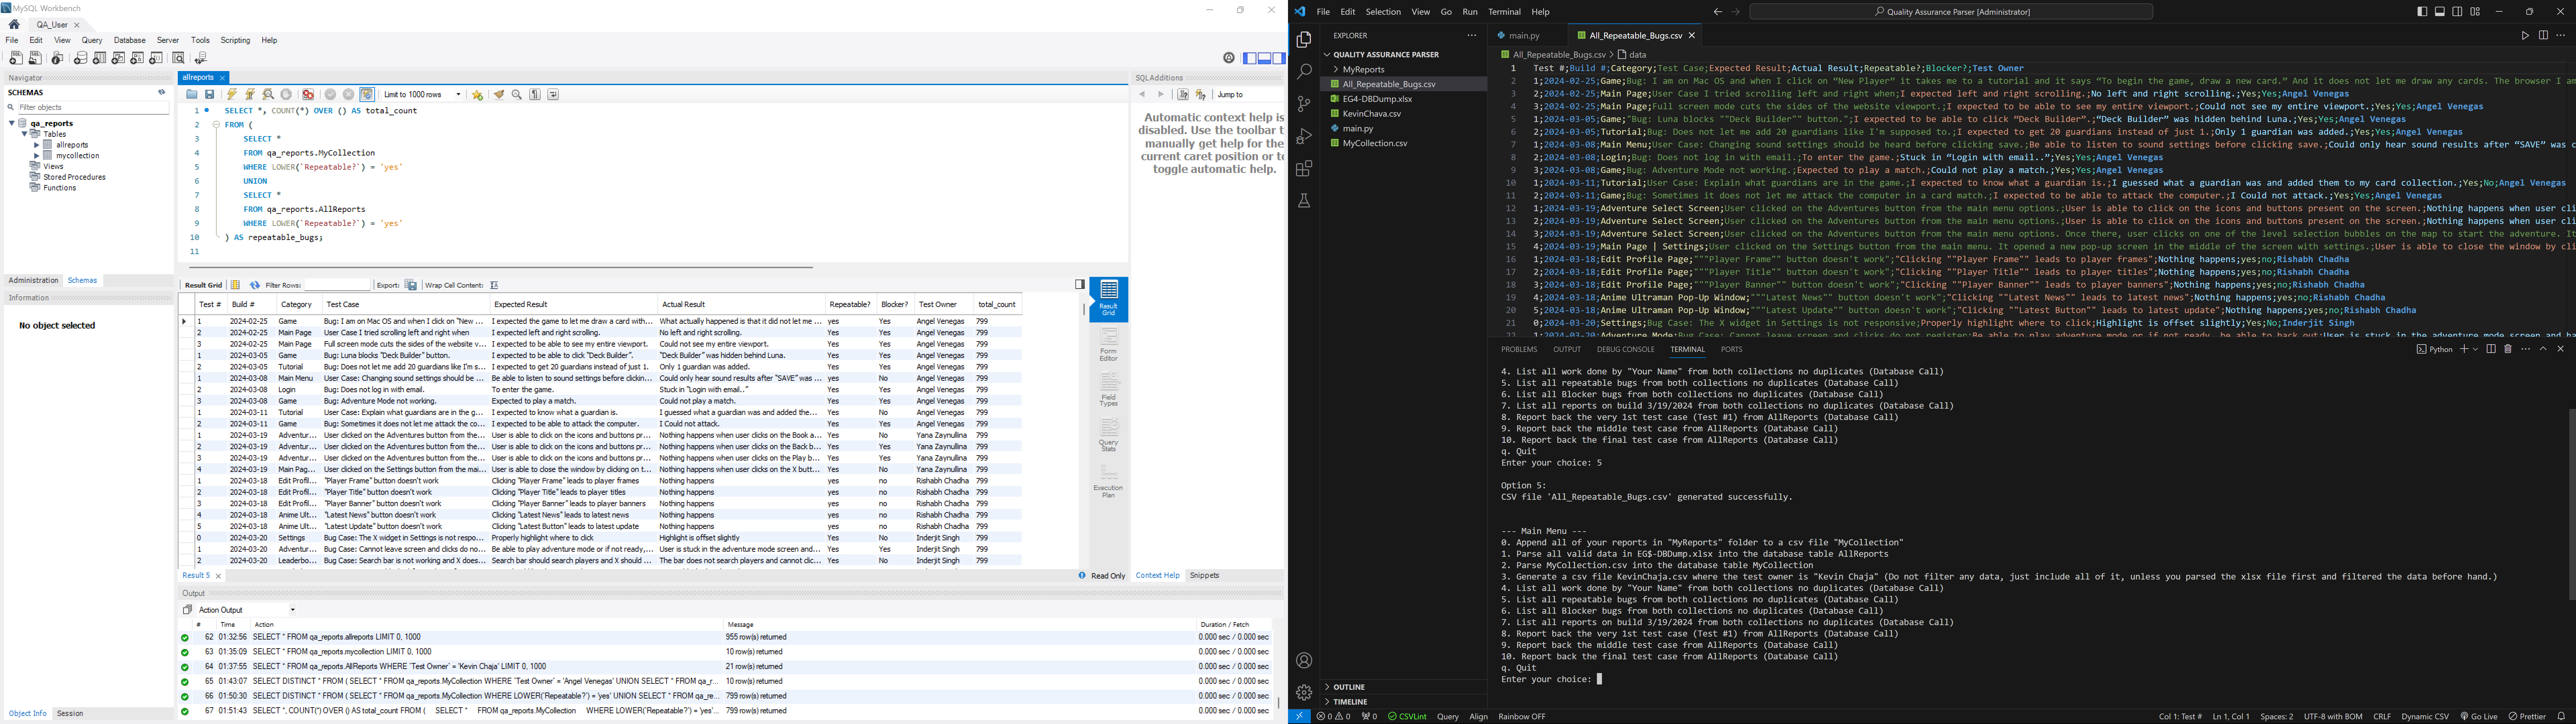 MySQL Workbench
QA_User
File Edit View Query Database Server Tools Scripting Help
Navigator
SCHEMAS
Filter objects
qa_reports
Tables
allreports
mycollection
Views
Stored Procedures
Functions
Administration Schemas
Information
No object selected
Object Info Session
allreports
Limit to 1000 rows
1 SELECT *, COUNT(*) OVER () AS total_count
2 FROM (
3 SELECT *
4 FROM qa_reports.MyCollection
5 WHERE LOWER(`Repeatable?`) = 'yes'
6 UNION
7 SELECT *
8 FROM qa_reports.AllReports
9 WHERE LOWER(`Repeatable?`) = 'yes'
10 ) AS repeatable_bugs;
11
Result Grid Filter Rows: Export: Wrap Cell Content:
Test # Build # Category Test Case Expected Result Actual Result Repeatable? Blocker? Test Owner total_count
1 2024-02-25 Game Bug: I am on Mac OS and when I click on "New ... I expected the game to let me draw a card with... What actually happened is that it did not let me ... yes Yes Angel Venegas 799
2 2024-02-25 Main Page User Case I tried scrolling left and right when I expected left and right scrolling. No left and right scrolling. Yes Yes Angel Venegas 799
3 2024-02-25 Main Page Full screen mode cuts the sides of the website v... I expected to be able to see my entire viewport. Could not see my entire viewport. Yes Yes Angel Venegas 799
1 2024-03-05 Game Bug: Luna blocks "Deck Builder" button. I expected to be able to click "Deck Builder". "Deck Builder" was hidden behind Luna. Yes Yes Angel Venegas 799
2 2024-03-05 Tutorial Bug: Does not let me add 20 guardians like I'm s... I expected to get 20 guardians instead of just 1. Only 1 guardian was added. Yes Yes Angel Venegas 799
1 2024-03-08 Main Menu User Case: Changing sound settings should be ... Be able to listen to sound settings before clickin... Could only hear sound results after "SAVE" was ... yes No Angel Venegas 799
2 2024-03-08 Login Bug: Does not log in with email. To enter the game. Stuck in "Login with email.." Yes Yes Angel Venegas 799
3 2024-03-08 Game Bug: Adventure Mode not working. Expected to play a match. Could not play a match. Yes Yes Angel Venegas 799
1 2024-03-11 Tutorial User Case: Explain what guardians are in the g... I expected to know what a guardian is. I guessed what a guardian was and added the... Yes No Angel Venegas 799
2 2024-03-11 Game Bug: Sometimes it does not let me attack the co... I expected to be able to attack the computer. I Could not attack. Yes Yes Angel Venegas 799
1 2024-03-19 Adventur... User clicked on the Adventures button from the... User is able to click on the icons and buttons pr... Nothing happens when user clicks on the Book a... Yes No Yana Zaynullina 799
2 2024-03-19 Adventur... User clicked on the Adventures button from the... User is able to click on the icons and buttons pr... Nothing happens when user clicks on the Back b... Yes Yes Yana Zaynullina 799
3 2024-03-19 Adventur... User clicked on the Adventures button from the... User is able to click on the icons and buttons pr... Nothing happens when user clicks on the Play b... Yes Yes Yana Zaynullina 799
4 2024-03-19 Main Pag... User clicked on the Settings button from the mai... User is able to close the window by clicking on t... Nothing happens when user clicks on the X butt... Yes No Yana Zaynullina 799
1 2024-03-18 Edit Profil... "Player Frame" button doesn't work Clicking "Player Frame" leads to player frames Nothing happens yes no Rishabh Chadha 799
2 2024-03-18 Edit Profil... "Player Title" button doesn't work Clicking "Player Title" leads to player titles Nothing happens yes no Rishabh Chadha 799
3 2024-03-18 Edit Profil... "Player Banner" button doesn't work Clicking "Player Banner" leads to player banners Nothing happens yes no Rishabh Chadha 799
4 2024-03-18 Anime Ult... "Latest News" button doesn't work Clicking "Latest News" leads to latest news Nothing happens yes no Rishabh Chadha 799
5 2024-03-18 Anime Ult... "Latest Update" button doesn't work Clicking "Latest Button" leads to latest update Nothing happens yes no Rishabh Chadha 799
0 2024-03-20 Settings Bug Case: The X widget in Settings is not respo... Properly highlight where to click Highlight is offset slightly Yes No Inderjit Singh 799
1 2024-03-20 Adventur... Bug Case: Cannot leave screen and clicks do no... Be able to play adventure mode or if not ready,... User is stuck in the adventure mode screen and... Yes Yes Inderjit Singh 799
2 2024-03-20 Leaderbo... Bug Case: Search bar is not working and X does... Search bar should search players and X should ... The bar does not search players and cannot clic... Yes Yes Inderjit Singh 799
Result Grid
Form Editor
Field Types
Query Stats
Execution Plan
Result 5
Read Only
Output
Action Output
# Time Action Message Duration / Fetch
62 01:32:56 SELECT * FROM qa_reports.allreports LIMIT 0, 1000 955 row(s) returned 0.000 sec / 0.000 sec
63 01:35:09 SELECT * FROM qa_reports.mycollection LIMIT 0, 1000 10 row(s) returned 0.000 sec / 0.000 sec
64 01:37:55 SELECT * FROM qa_reports.AllReports WHERE `Test Owner` = 'Kevin Chaja' LIMIT 0, 1000 21 row(s) returned 0.000 sec / 0.000 sec
65 01:43:07 SELECT DISTINCT * FROM ( SELECT * FROM qa_reports.MyCollection WHERE `Test Owner` = 'Angel Venegas' UNION SELECT * FROM qa_r... 10 row(s) returned 0.000 sec / 0.000 sec
66 01:50:30 SELECT DISTINCT * FROM ( SELECT * FROM qa_reports.MyCollection WHERE LOWER(`Repeatable?`) = 'yes' UNION SELECT * FROM qa_re... 799 row(s) returned 0.000 sec / 0.000 sec
67 01:51:43 SELECT *, COUNT(*) OVER () AS total_count FROM ( SELECT * FROM qa_reports.MyCollection WHERE LOWER(`Repeatable?`) = 'yes'... 799 row(s) returned 0.000 sec / 0.000 sec
SQLAdditions
Jump to
Automatic context help is
disabled. Use the toolbar t
manually get help for the
current caret position or te
toggle automatic help.
Context Help Snippets
File Edit Selection View Go Run Terminal Help
Quality Assurance Parser [Administrator]
EXPLORER
QUALITY ASSURANCE PARSER
MyReports
All_Repeatable_Bugs.csv
EG4-DBDump.xlsx
KevinChava.csv
main.py
MyCollection.csv
OUTLINE
TIMELINE
main.py All_Repeatable_Bugs.csv
All_Repeatable_Bugs.csv > data
1 Test #;Build #;Category;Test Case;Expected Result;Actual Result;Repeatable?;Blocker?;Test Owner
2 1;2024-02-25;Game;Bug: I am on Mac OS and when I click on “New Player” it takes me to a tutorial and it says “To begin the game, draw a new card.” And it does not let me draw any cards. The browser I am
3 2;2024-02-25;Main Page;User Case I tried scrolling left and right when;I expected left and right scrolling.;No left and right scrolling.;Yes;Yes;Angel Venegas
4 3;2024-02-25;Main Page;Full screen mode cuts the sides of the website viewport.;I expected to be able to see my entire viewport.;Could not see my entire viewport.;Yes;Yes;Angel Venegas
5 1;2024-03-05;Game;"Bug: Luna blocks ""Deck Builder"" button.";I expected to be able to click “Deck Builder”.;“Deck Builder” was hidden behind Luna.;Yes;Yes;Angel Venegas
6 2;2024-03-05;Tutorial;Bug: Does not let me add 20 guardians like I'm supposed to.;I expected to get 20 guardians instead of just 1.;Only 1 guardian was added.;Yes;Yes;Angel Venegas
7 1;2024-03-08;Main Menu;User Case: Changing sound settings should be heard before clicking save.;Be able to listen to sound settings before clicking save.;Could only hear sound results after “SAVE” was c
8 2;2024-03-08;Login;Bug: Does not log in with email.;To enter the game.;Stuck in “Login with email..”;Yes;Yes;Angel Venegas
9 3;2024-03-08;Game;Bug: Adventure Mode not working.;Expected to play a match.;Could not play a match.;Yes;Yes;Angel Venegas
10 1;2024-03-11;Tutorial;User Case: Explain what guardians are in the game.;I expected to know what a guardian is.;I guessed what a guardian was and added them to my card collection.;Yes;No;Angel Venegas
11 2;2024-03-11;Game;Bug: Sometimes it does not let me attack the computer in a card match.;I expected to be able to attack the computer.;I Could not attack.;Yes;Yes;Angel Venegas
12 1;2024-03-19;Adventure Select Screen;User clicked on the Adventures button from the main menu options.;User is able to click on the icons and buttons present on the screen.;Nothing happens when user cli
13 2;2024-03-19;Adventure Select Screen;User clicked on the Adventures button from the main menu options.;User is able to click on the icons and buttons present on the screen.;Nothing happens when user cli
14 3;2024-03-19;Adventure Select Screen;User clicked on the Adventures button from the main menu options. Once there, user clicks on one of the level selection bubbles on the map to start the adventure. It
15 4;2024-03-19;Main Page | Settings;User clicked on the Settings button from the main menu. It opened a new pop-up screen in the middle of the screen with settings.;User is able to close the window by cli
16 1;2024-03-18;Edit Profile Page;"""Player Frame"" button doesn't work";"Clicking ""Player Frame"" leads to player frames";Nothing happens;yes;no;Rishabh Chadha
17 2;2024-03-18;Edit Profile Page;"""Player Title"" button doesn't work";"Clicking ""Player Title"" leads to player titles";Nothing happens;yes;no;Rishabh Chadha
18 3;2024-03-18;Edit Profile Page;"""Player Banner"" button doesn't work";"Clicking ""Player Banner"" leads to player banners";Nothing happens;yes;no;Rishabh Chadha
19 4;2024-03-18;Anime Ultraman Pop-Up Window;"""Latest News"" button doesn't work";"Clicking ""Latest News"" leads to latest news";Nothing happens;yes;no;Rishabh Chadha
20 5;2024-03-18;Anime Ultraman Pop-Up Window;"""Latest Update"" button doesn't work";"Clicking ""Latest Button"" leads to latest update";Nothing happens;yes;no;Rishabh Chadha
21 0;2024-03-20;Settings;Bug Case: The X widget in Settings is not responsive;Properly highlight where to click;Highlight is offset slightly;Yes;No;Inderjit Singh
22 1;2024-03-20;Adventure Mode;Bug Case: Cannot leave screen and clicks do not register;Be able to play adventure mode or if not ready, be able to back out;User is stuck in the adventure mode screen and ha
PROBLEMS OUTPUT DEBUG CONSOLE TERMINAL PORTS
Python
4. List all work done by "Your Name" from both collections no duplicates (Database Call)
5. List all repeatable bugs from both collections no duplicates (Database Call)
6. List all Blocker bugs from both collections no duplicates (Database Call)
7. List all reports on build 3/19/2024 from both collections no duplicates (Database Call)
8. Report back the very 1st test case (Test #1) from AllReports (Database Call)
9. Report back the middle test case from AllReports (Database Call)
10. Report back the final test case from AllReports (Database Call)
q. Quit
Enter your choice: 5
Option 5:
CSV file 'All_Repeatable_Bugs.csv' generated successfully.
--- Main Menu ---
0. Append all of your reports in "MyReports" folder to a csv file "MyCollection"
1. Parse all valid data in EG$-DBDump.xlsx into the database table AllReports
2. Parse MyCollection.csv into the database table MyCollection
3. Generate a csv file KevinChaja.csv where the test owner is "Kevin Chaja" (Do not filter any data, just include all of it, unless you parsed the xlsx file first and filtered the data before hand.)
4. List all work done by "Your Name" from both collections no duplicates (Database Call)
5. List all repeatable bugs from both collections no duplicates (Database Call)
6. List all Blocker bugs from both collections no duplicates (Database Call)
7. List all reports on build 3/19/2024 from both collections no duplicates (Database Call)
8. Report back the very 1st test case (Test #1) from AllReports (Database Call)
9. Report back the middle test case from AllReports (Database Call)
10. Report back the final test case from AllReports (Database Call)
q. Quit
Enter your choice:
0 0 0 CSVLint Query Align Rainbow OFF
Col 1: Test # Ln 1, Col 1 Spaces: 2 UTF-8 with BOM CRLF Dynamic CSV Go Live Prettier